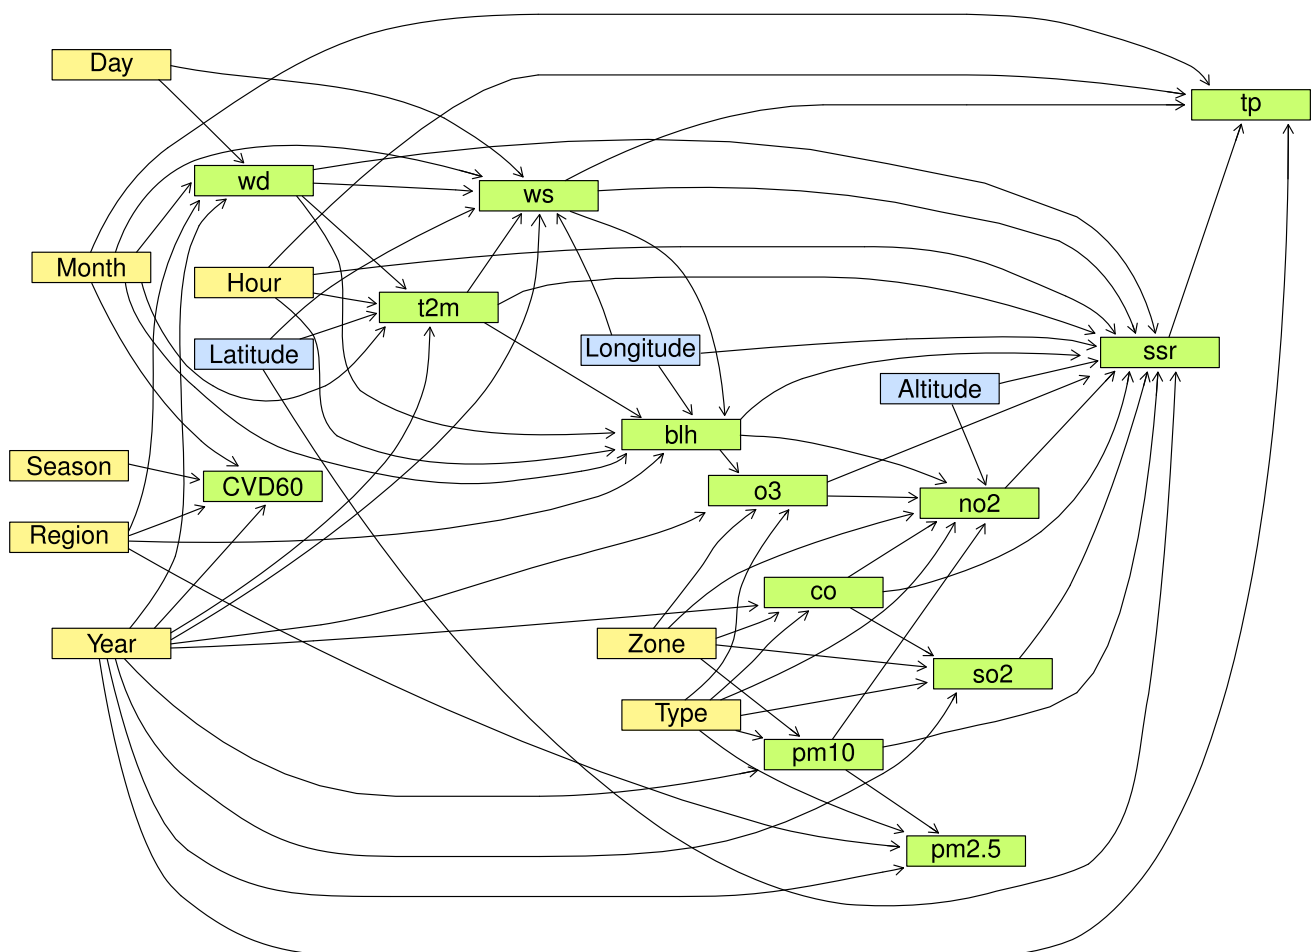 Day
tp
wd
ws
Month
Hour
t2m
Latitude
Longitude
ssr
Altitude
blh
Season
CVD60
o3
no2
Region
co
Year
Zone
so2
Type
pm10
pm2.5